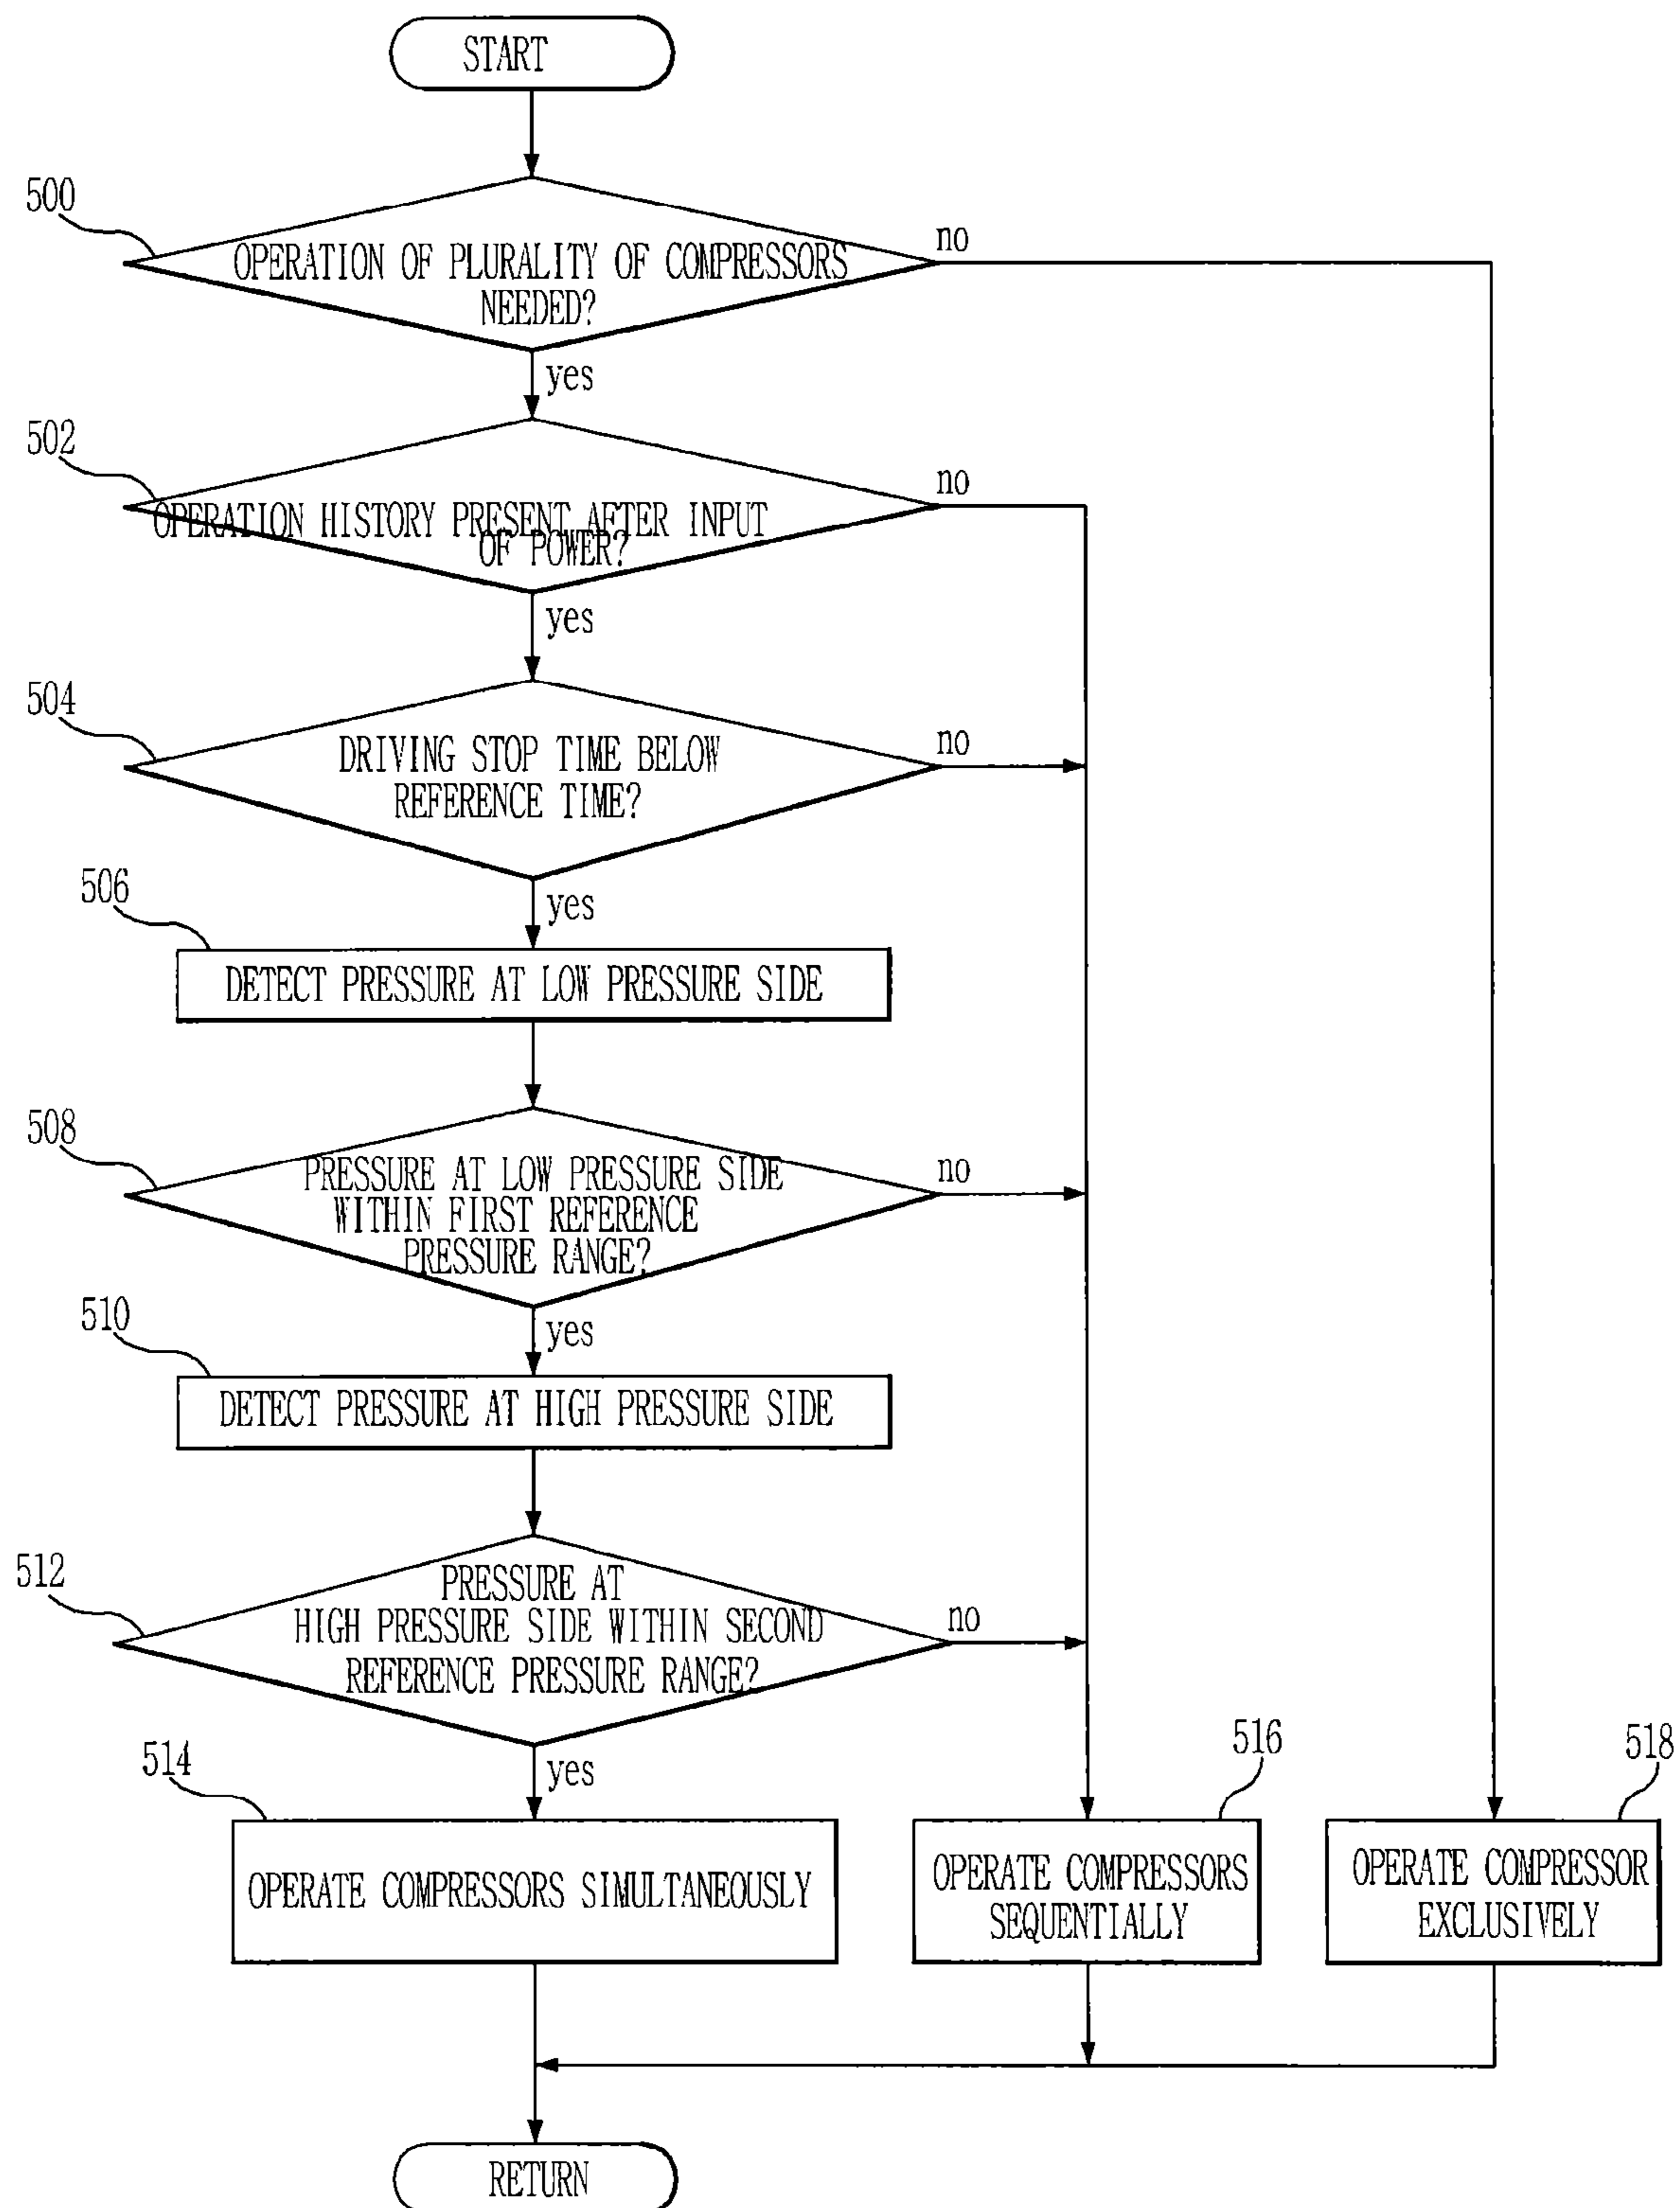 START
500
OPERATION OF PLURALITY OF COMPRESSORS
NEEDED?
no
yes
502
OPERATION HISTORY PRESENT AFTER INPUT
OF POWER?
no
yes
504
DRIVING STOP TIME BELOW
REFERENCE TIME?
no
yes
506
DETECT PRESSURE AT LOW PRESSURE SIDE
508
PRESSURE AT LOW PRESSURE SIDE
WITHIN FIRST REFERENCE
PRESSURE RANGE?
no
yes
510
DETECT PRESSURE AT HIGH PRESSURE SIDE
512
PRESSURE AT
HIGH PRESSURE SIDE WITHIN SECOND
REFERENCE PRESSURE RANGE?
no
yes
514
OPERATE COMPRESSORS SIMULTANEOUSLY
516
OPERATE COMPRESSORS
SEQUENTIALLY
518
OPERATE COMPRESSOR
EXCLUSIVELY
RETURN